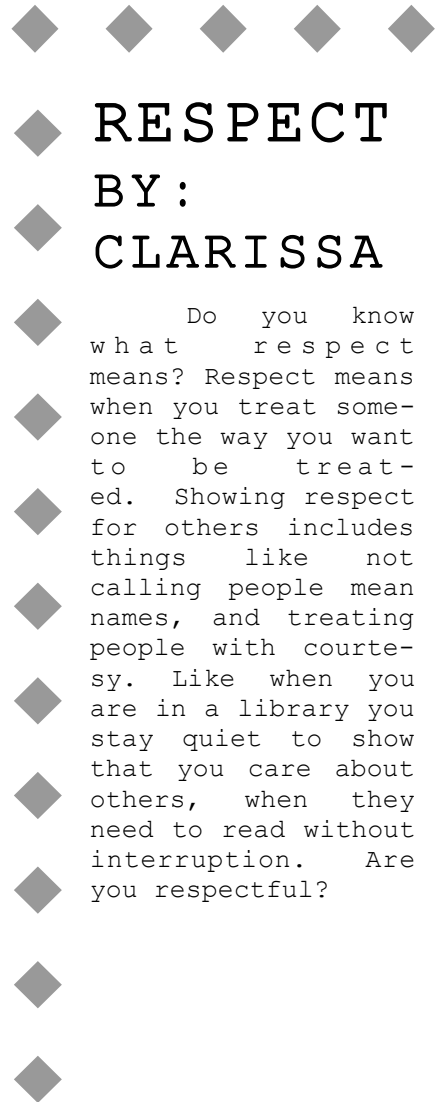 RESPECT
BY:
CLARISSA
Do you know
what respect
means? Respect means
when you treat some-
one the way you want
to be treat-
ed. Showing respect
for others includes
things like not
calling people mean
names, and treating
people with courte-
sy. Like when you
are in a library you
stay quiet to show
that you care about
others, when they
need to read without
interruption. Are
you respectful?